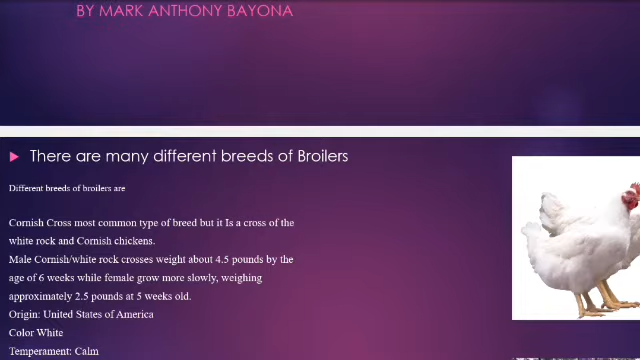 BY MARK ANTHONY BAYONA
There are many different breeds of Broilers
Different breeds of broilers are
Cornish Cross most common type of breed but it Is a cross of the
white rock and Cornish chickens.
Male Cornish/white rock crosses weight about 4.5 pounds by the
age of 6 weeks while female grow more slowly, weighing
approximately 2.5 pounds at 5 weeks old.
Origin: United States of America
Color White
Temperament: Calm